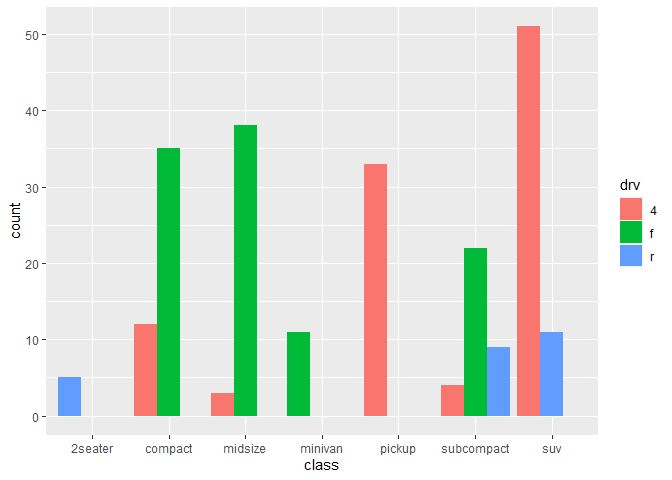 50
40
30
20
10
0
count
2seater compact midsize minivan pickup subcompact suv
class
drv
4
f
r